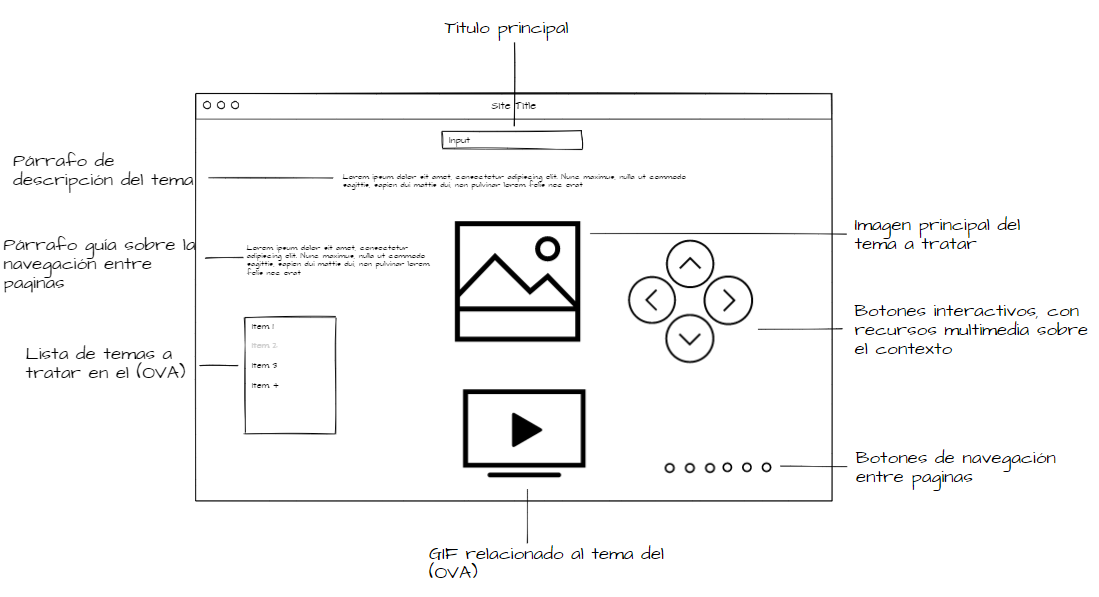 Titulo principal
Site Title
Input
Párrafo de
descripción del tema
Lorem ipsum dolor sit amet, consectetur adipiscing elit. Nunc maximus, nulla ut commodo
sagittis, sapien dui mattis dui, non pulvinar lorem felis nec erat
Párrafo guía sobre la
navegación entre
paginas
Lorem ipsum dolor sit amet, consectetur
adipiscing elit. Nunc maximus, nulla ut commodo
sagittis, sapien dui mattis dui, non pulvinar lorem
felis nec erat
Imagen principal del
tema a tratar
Botones interactivos, con
recursos multimedia sobre
el contexto
Lista de temas a
tratar en el (OVA)
Item 1
Item 2
Item 3
Item 4
Botones de navegación
entre paginas
GIF relacionado al tema del
(OVA)